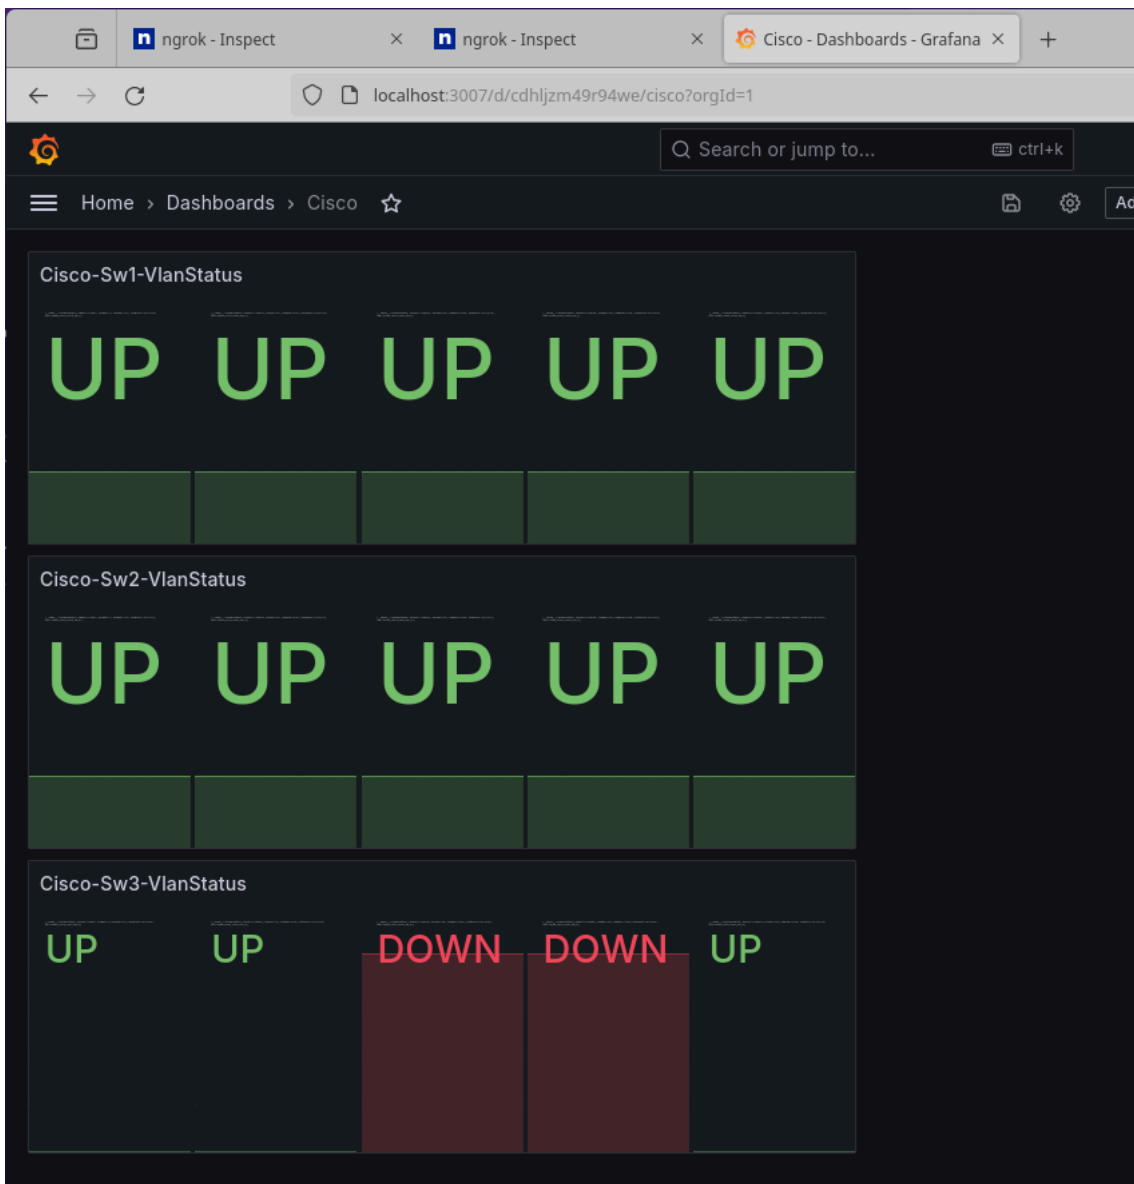 ngrok - Inspect
ngrok - Inspect
Cisco - Dashboards - Grafana
localhost:3007/d/cdhljzm49r94we/cisco?orgId=1
Search or jump to...
ctrl+k
Home › Dashboards › Cisco
Ad
Cisco-Sw1-VlanStatus
UP UP UP UP UP
Cisco-Sw2-VlanStatus
UP UP UP UP UP
Cisco-Sw3-VlanStatus
UP UP DOWN DOWN UP